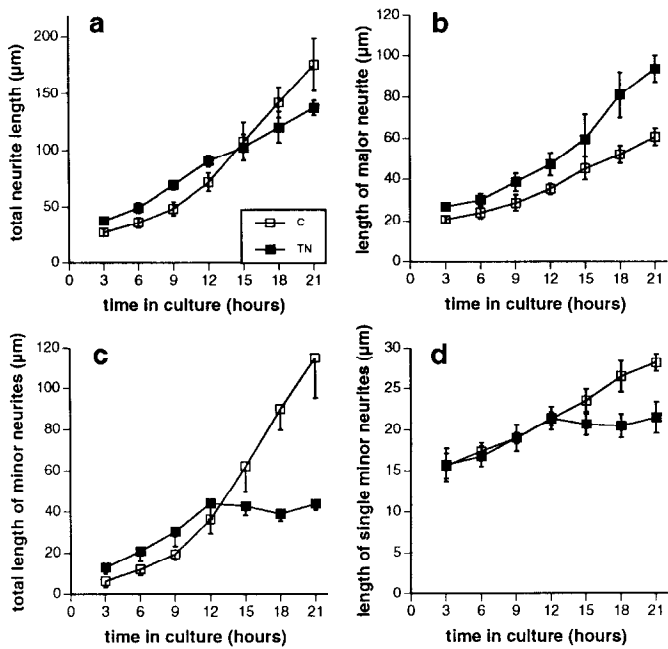 a
total neurite length (µm)
200
150
100
50
0
C
TN
0 3 6 9 12 15 18 21
time in culture (hours)
b
length of major neurite (µm)
120
100
80
60
40
20
0
0 3 6 9 12 15 18 21
time in culture (hours)
c
total length of minor neurites (µm)
120
100
80
60
40
20
0
0 3 6 9 12 15 18 21
time in culture (hours)
d
length of single minor neurites (µm)
30
25
20
15
10
5
0
0 3 6 9 12 15 18 21
time in culture (hours)